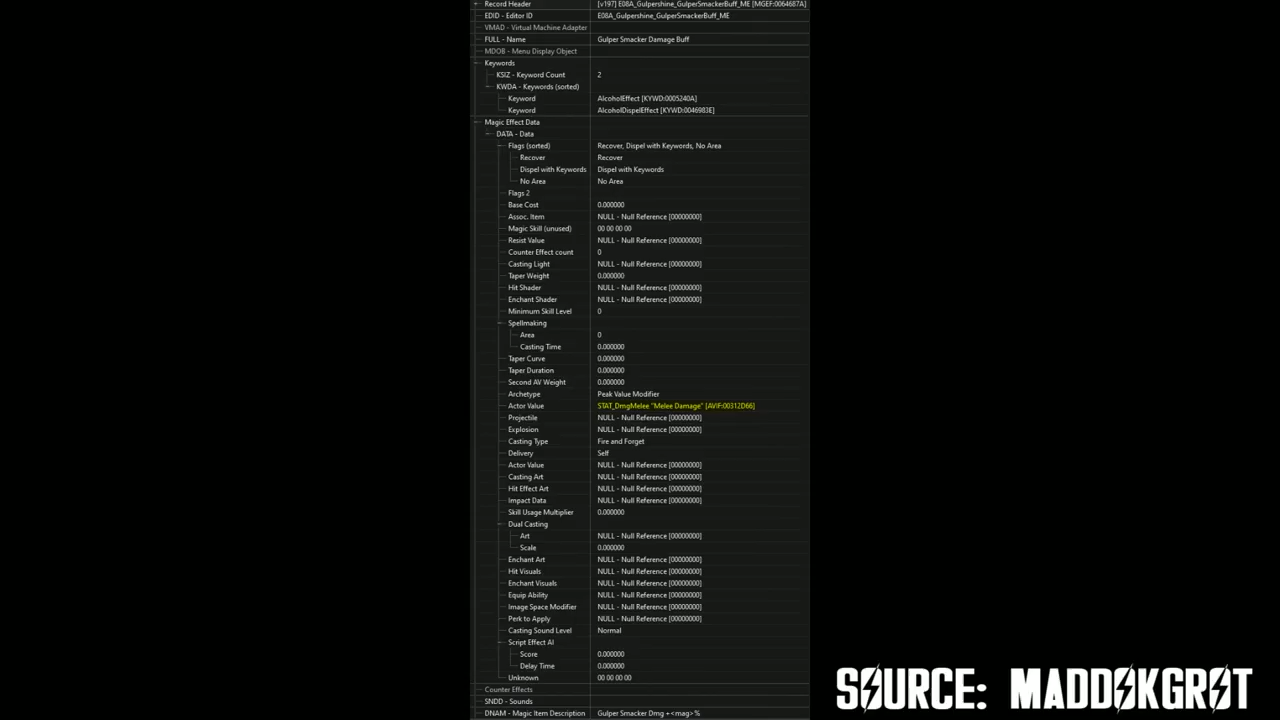 Record Header [v197] E08A_Gulpershine_GulperSmackerBuff_ME [MGEF:0064687A]
EDID - Editor ID E08A_Gulpershine_GulperSmackerBuff_ME
VMAD - Virtual Machine Adapter
FULL - Name Gulper Smacker Damage Buff
MDOB - Menu Display Object
Keywords
KSIZ - Keyword Count 2
KWDA - Keywords (sorted)
Keyword AlcoholEffect [KYWD:0005240A]
Keyword AlcoholDispelEffect [KYWD:0046983E]
Magic Effect Data
DATA - Data
Flags (sorted) Recover, Dispel with Keywords, No Area
Recover Recover
Dispel with Keywords Dispel with Keywords
No Area No Area
Flags 2
Base Cost 0.000000
Assoc. Item NULL - Null Reference [00000000]
Magic Skill (unused) 00 00 00 00
Resist Value NULL - Null Reference [00000000]
Counter Effect count 0
Casting Light NULL - Null Reference [00000000]
Taper Weight 0.000000
Hit Shader NULL - Null Reference [00000000]
Enchant Shader NULL - Null Reference [00000000]
Minimum Skill Level 0
Spellmaking
Area 0
Casting Time 0.000000
Taper Curve 0.000000
Taper Duration 0.000000
Second AV Weight 0.000000
Archetype Peak Value Modifier
Actor Value STAT_DmgMelee "Melee Damage" [AVIF:00312D66]
Projectile NULL - Null Reference [00000000]
Explosion NULL - Null Reference [00000000]
Casting Type Fire and Forget
Delivery Self
Actor Value NULL - Null Reference [00000000]
Casting Art NULL - Null Reference [00000000]
Hit Effect Art NULL - Null Reference [00000000]
Impact Data NULL - Null Reference [00000000]
Skill Usage Multiplier 0.000000
Dual Casting
Art NULL - Null Reference [00000000]
Scale 0.000000
Enchant Art NULL - Null Reference [00000000]
Hit Visuals NULL - Null Reference [00000000]
Enchant Visuals NULL - Null Reference [00000000]
Equip Ability NULL - Null Reference [00000000]
Image Space Modifier NULL - Null Reference [00000000]
Perk to Apply NULL - Null Reference [00000000]
Casting Sound Level Normal
Script Effect AI
Score 0.000000
Delay Time 0.000000
Unknown 00 00 00 00
Counter Effects
SNDD - Sounds
DNAM - Magic Item Description Gulper Smacker Dmg +<mag>%
SOURCE: MADDOKGROT